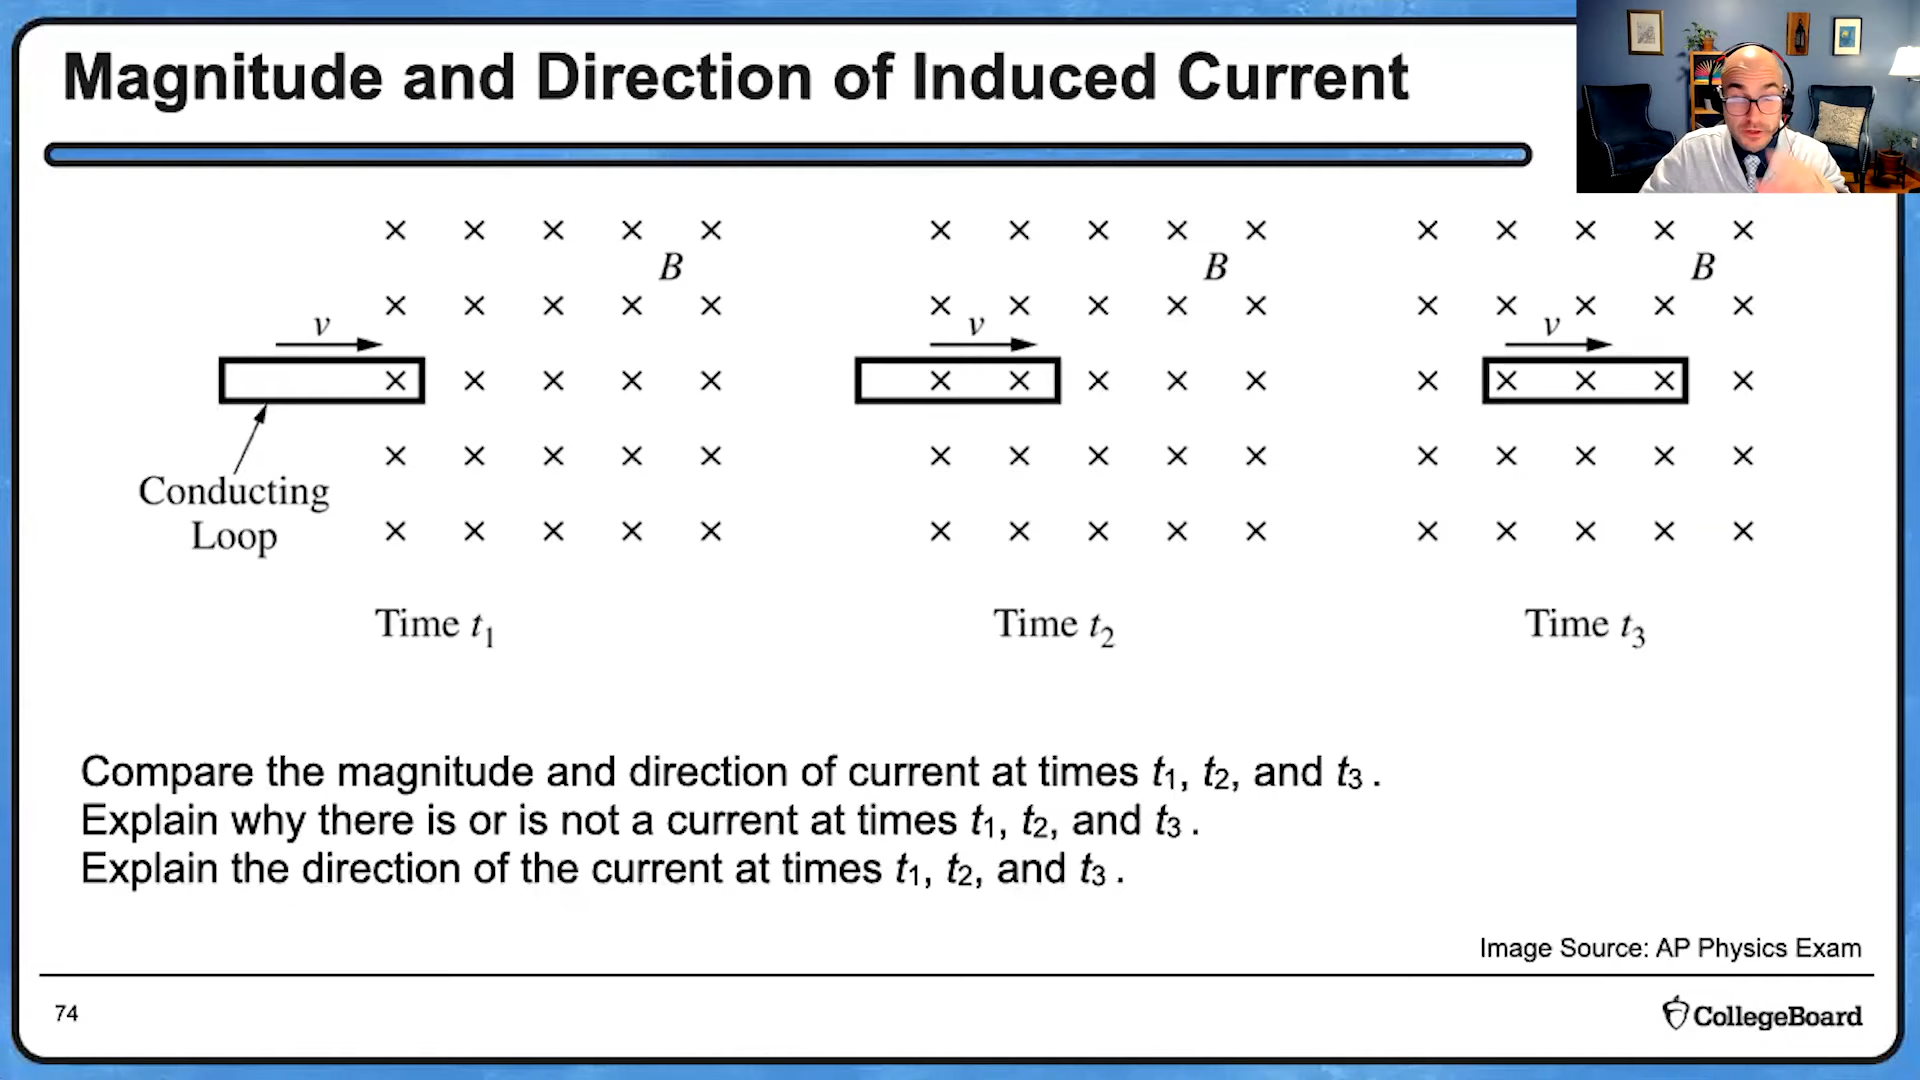 Magnitude and Direction of Induced Current
× × × × ×
B
× × × × ×
v
× × × × ×
Conducting
Loop
× × × × ×
× × × × ×
Time t1
× × × × ×
B
× × × × ×
v
× × × × ×
× × × × ×
× × × × ×
Time t2
× × × × ×
B
× × × × ×
v
× × × × ×
× × × × ×
× × × × ×
Time t3
Compare the magnitude and direction of current at times t1, t2, and t3 .
Explain why there is or is not a current at times t1, t2, and t3 .
Explain the direction of the current at times t1, t2, and t3 .
Image Source: AP Physics Exam
74
CollegeBoard